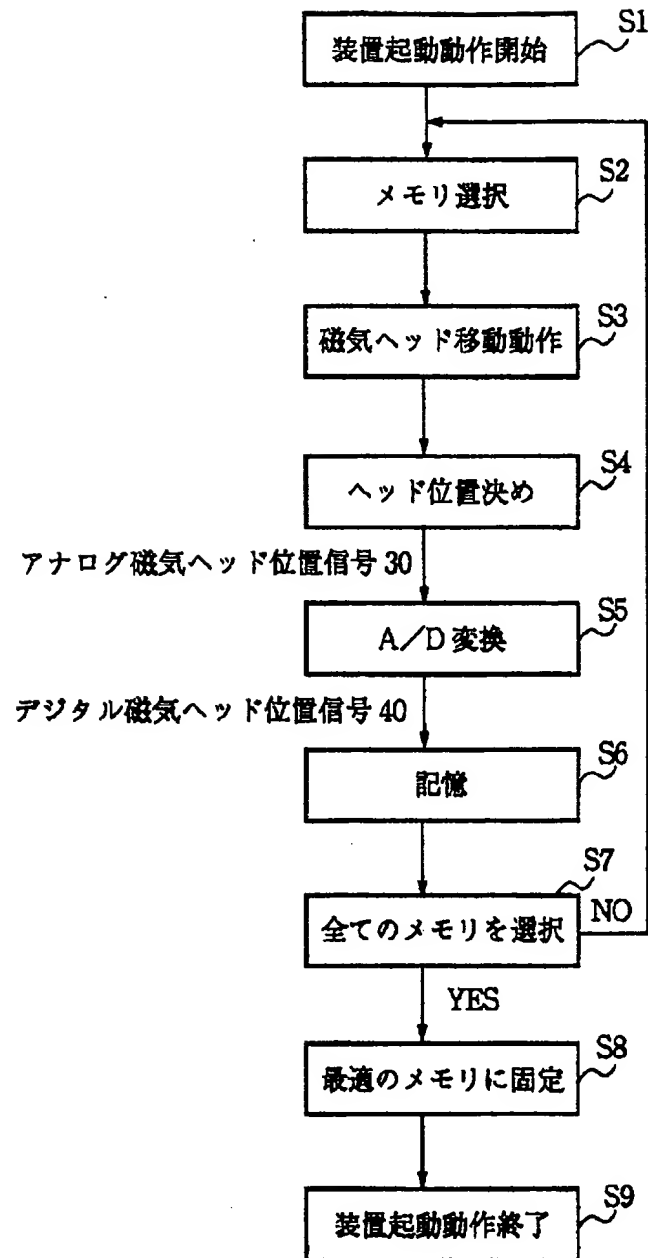 S1
装置起動動作開始
S2
メモリ選択
S3
磁気ヘッド移動動作
S4
ヘッド位置決め
アナログ磁気ヘッド位置信号 30
S5
A/D 変換
デジタル磁気ヘッド位置信号 40
S6
記憶
S7
全てのメモリを選択
NO
YES
S8
最適のメモリに固定
S9
装置起動動作終了